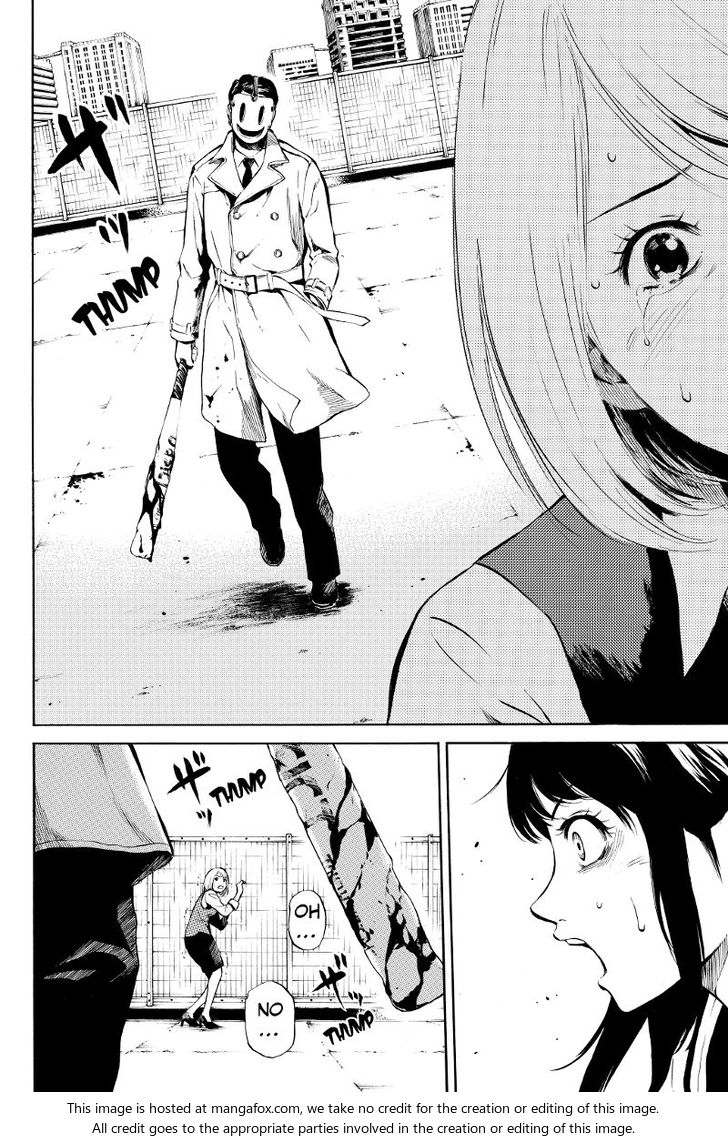 ザッ
THUMP
ザッ
THUMP
OH
...
NO
...
ザッ
THUMP
This image is hosted at mangafox.com, we take no credit for the creation or editing of this image.
All credit goes to the appropriate parties involved in the creation or editing of this image.